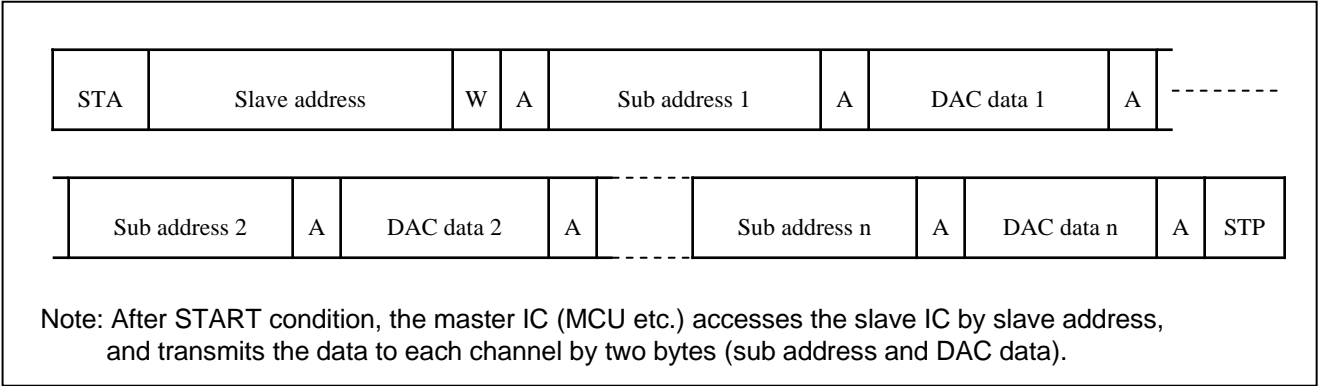 STA Slave address W A Sub address 1 A DAC data 1 A
Sub address 2 A DAC data 2 A Sub address n A DAC data n A STP
Note: After START condition, the master IC (MCU etc.) accesses the slave IC by slave address,
and transmits the data to each channel by two bytes (sub address and DAC data).